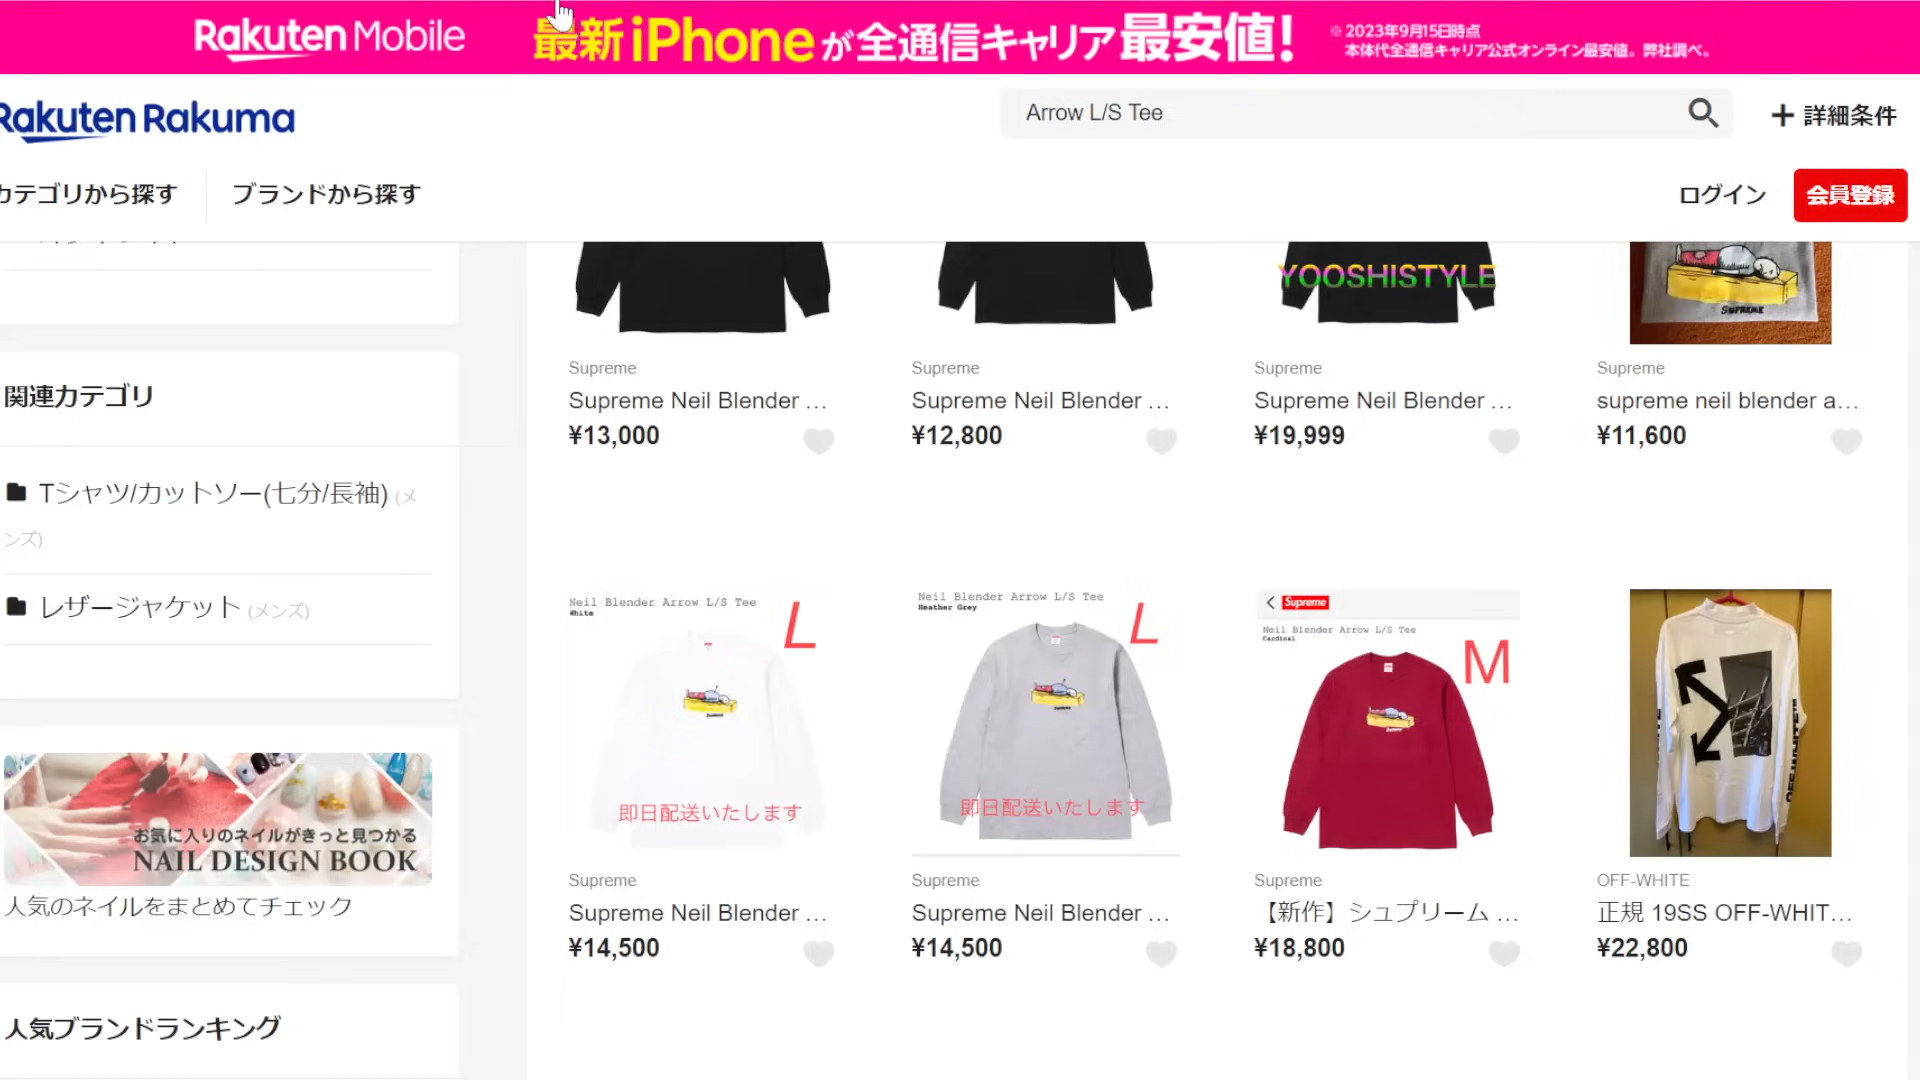 Rakuten Mobile
最新iPhoneが全通信キャリア最安値!
※2023年9月15日時点
本体代全通信キャリア公式オンライン最安値。弊社調べ。
Rakuten Rakuma
Arrow L/S Tee
+ 詳細条件
カテゴリから探す
ブランドから探す
ログイン
会員登録
YOOSHISTYLE
SUPREME
Supreme
Supreme Neil Blender ...
¥13,000
Supreme
Supreme Neil Blender ...
¥12,800
Supreme
Supreme Neil Blender ...
¥19,999
Supreme
supreme neil blender a...
¥11,600
関連カテゴリ
Tシャツ/カットソー(七分/長袖) (メ
ンズ)
レザージャケット (メンズ)
お気に入りのネイルがきっと見つかる
NAIL DESIGN BOOK
人気のネイルをまとめてチェック
人気ブランドランキング
Neil Blender Arrow L/S Tee
White
L
即日配送いたします
Supreme
Supreme Neil Blender ...
¥14,500
Neil Blender Arrow L/S Tee
Heather Grey
L
即日配送いたします
Supreme
Supreme Neil Blender ...
¥14,500
Supreme
Neil Blender Arrow L/S Tee
Cardinal
M
Supreme
【新作】シュプリーム ...
¥18,800
OFF-WHITE
正規 19SS OFF-WHIT...
¥22,800